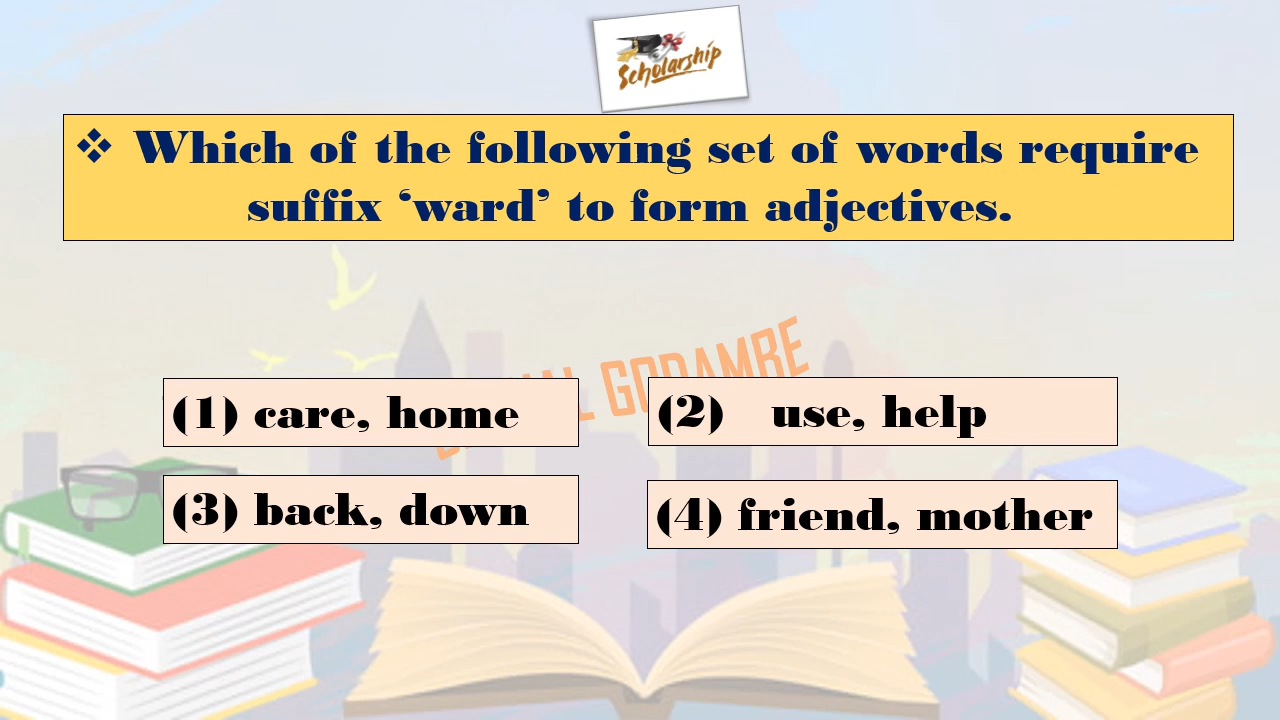 Scholarship
❖ Which of the following set of words require
suffix ‘ward’ to form adjectives.
GODAMBE
(1) care, home
(2) use, help
(3) back, down
(4) friend, mother